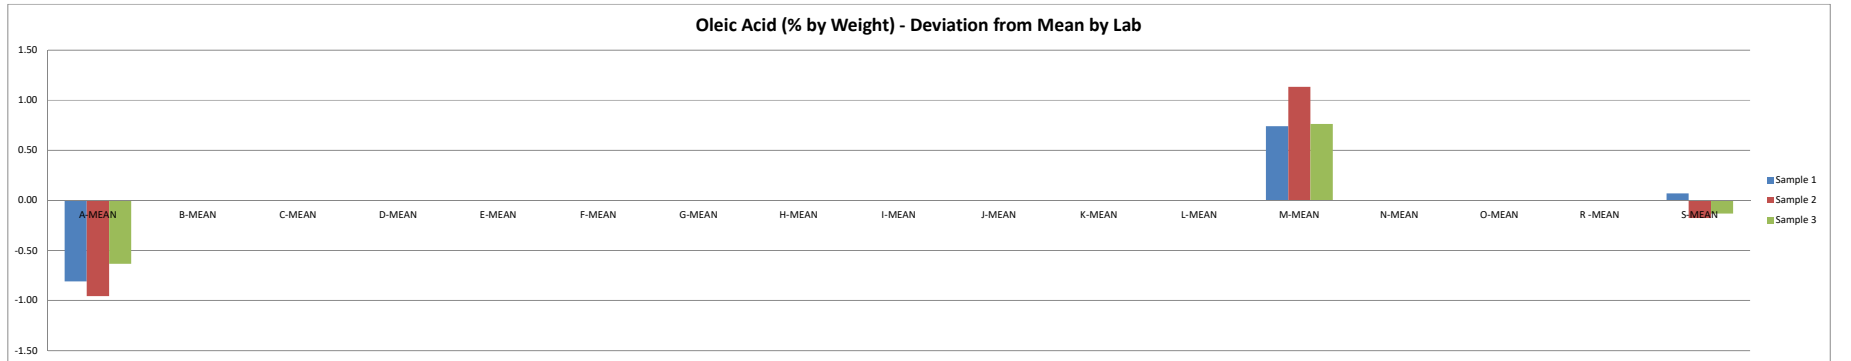 Oleic Acid (% by Weight) - Deviation from Mean by Lab
1.50
1.00
0.50
0.00
-0.50
-1.00
-1.50
A-MEAN B-MEAN C-MEAN D-MEAN E-MEAN F-MEAN G-MEAN H-MEAN I-MEAN J-MEAN K-MEAN L-MEAN M-MEAN N-MEAN O-MEAN R -MEAN S-MEAN
Sample 1
Sample 2
Sample 3